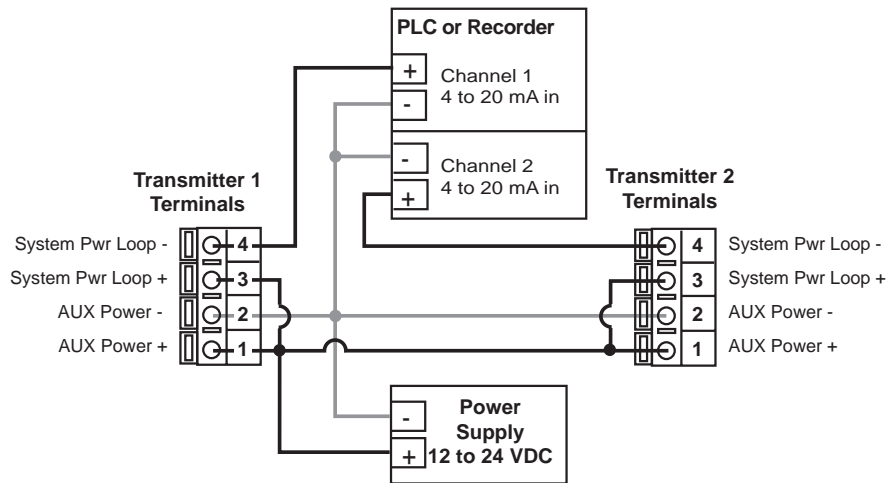 PLC or Recorder
+
Channel 1
4 to 20 mA in
-
-
Channel 2
4 to 20 mA in
+
Transmitter 1
Terminals
System Pwr Loop -
4
System Pwr Loop +
3
AUX Power -
2
AUX Power +
1
Transmitter 2
Terminals
4
System Pwr Loop -
3
System Pwr Loop +
2
AUX Power -
1
AUX Power +
-
+
Power
Supply
12 to 24 VDC